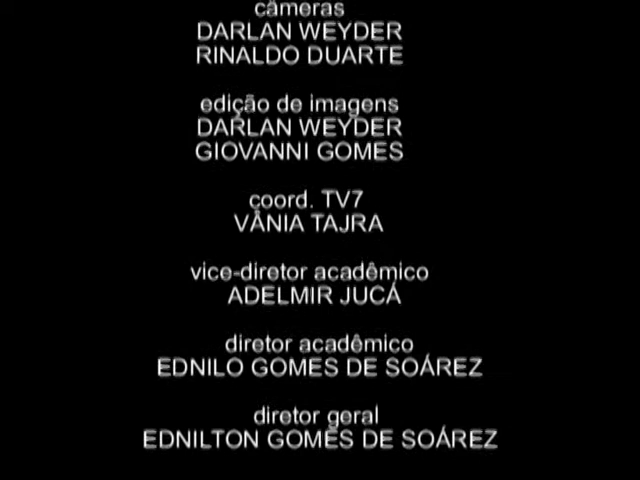 câmeras
DARLAN WEYDER
RINALDO DUARTE
edição de imagens
DARLAN WEYDER
GIOVANNI GOMES
coord. TV7
VÂNIA TAJRA
vice-diretor acadêmico
ADELMIR JUCÁ
diretor acadêmico
EDNILO GOMES DE SOÁREZ
diretor geral
EDNILTON GOMES DE SOÁREZ